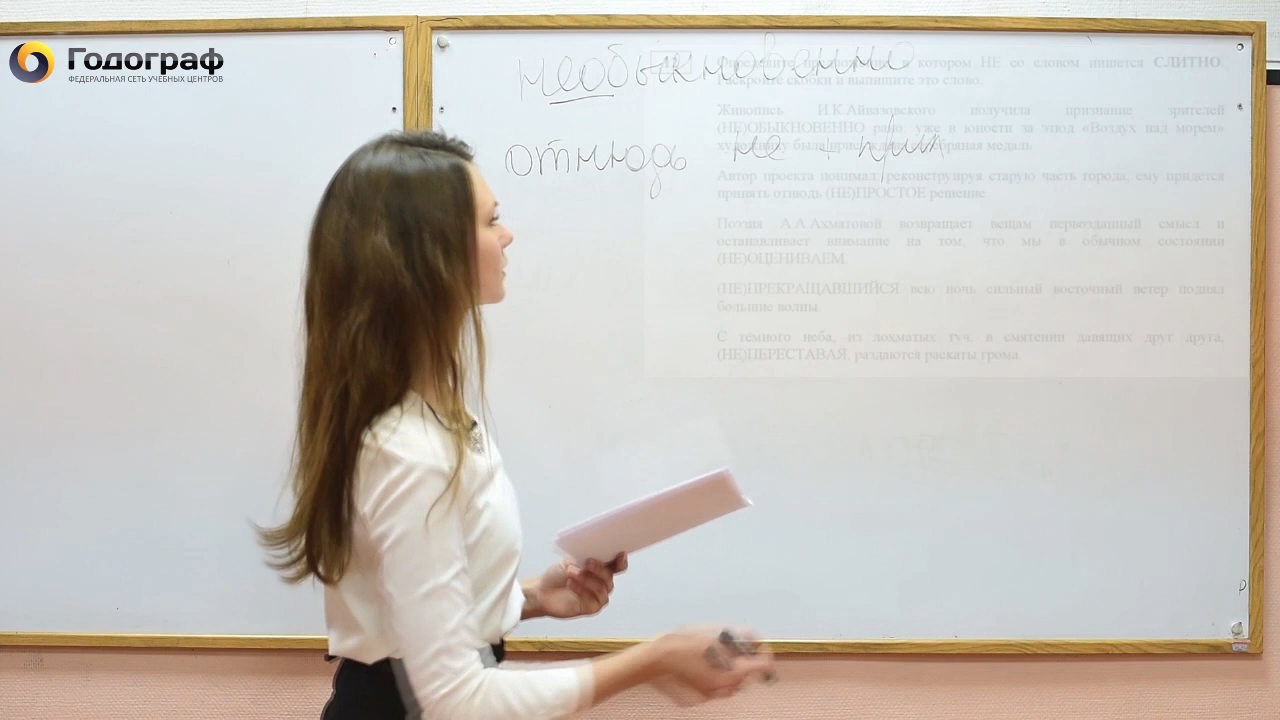 Годограф
ФЕДЕРАЛЬНАЯ СЕТЬ УЧЕБНЫХ ЦЕНТРОВ
необыкновенно
отнюдь не + прил
котором НЕ со словом пишется СЛИТНО.
Раскройте скобки и выпишите это слово.
Живопись И.К.Айвазовского получила признание зрителей
(НЕ)ОБЫКНОВЕННО рано: уже в юности за этюд «Воздух над морем»
художнику была серебряная медаль.
Автор проекта понимал: реконструируя старую часть города, ему придется
принять отнюдь (НЕ)ПРОСТОЕ решение.
Поэзия А.А.Ахматовой возвращает вещам первозданный смысл и
останавливает внимание на том, что мы в обычном состоянии
(НЕ)ОЦЕНИВАЕМ.
(НЕ)ПРЕКРАЩАВШИЙСЯ всю ночь сильный восточный ветер поднял
большие волны.
С темного неба, из лохматых туч, в смятении давящих друг друга,
(НЕ)ПЕРЕСТАВАЯ, раздаются раскаты грома.